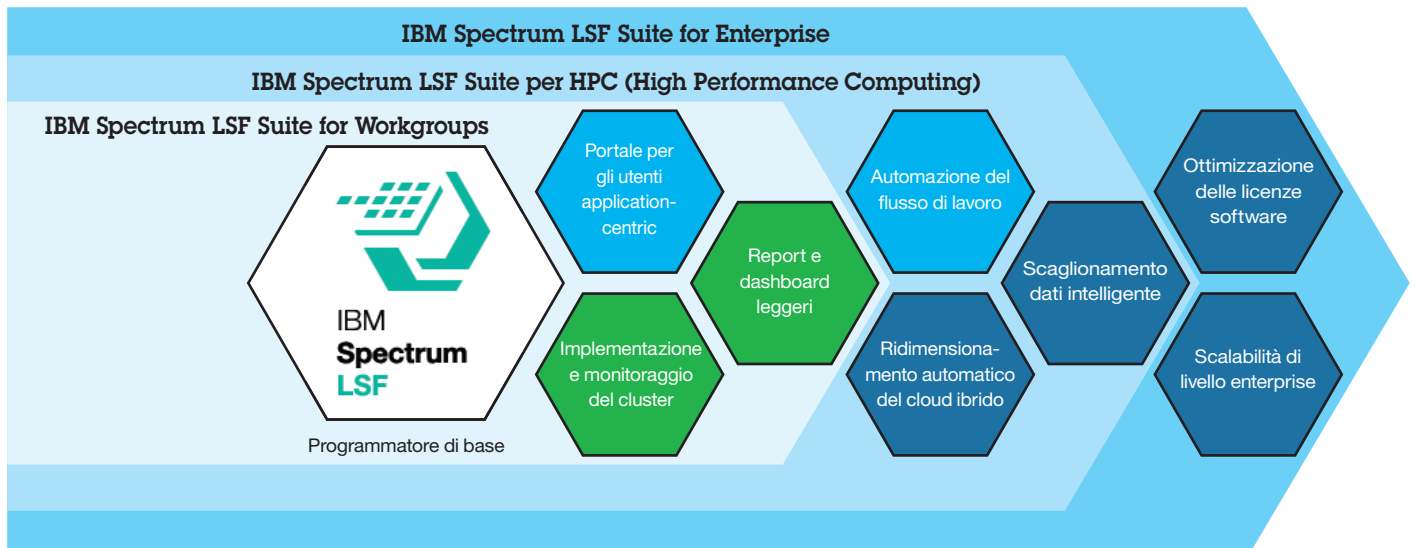 IBM Spectrum LSF Suite for Enterprise
IBM Spectrum LSF Suite per HPC (High Performance Computing)
IBM Spectrum LSF Suite for Workgroups
IBM
Spectrum
LSF
Programmatore di base
Portale per
gli utenti
application-
centric
Implementazione
e monitoraggio
del cluster
Report e
dashboard
leggeri
Automazione del
flusso di lavoro
Ridimensiona-
mento automatico
del cloud ibrido
Scaglionamento
dati intelligente
Ottimizzazione
delle licenze
software
Scalabilità di
livello enterprise